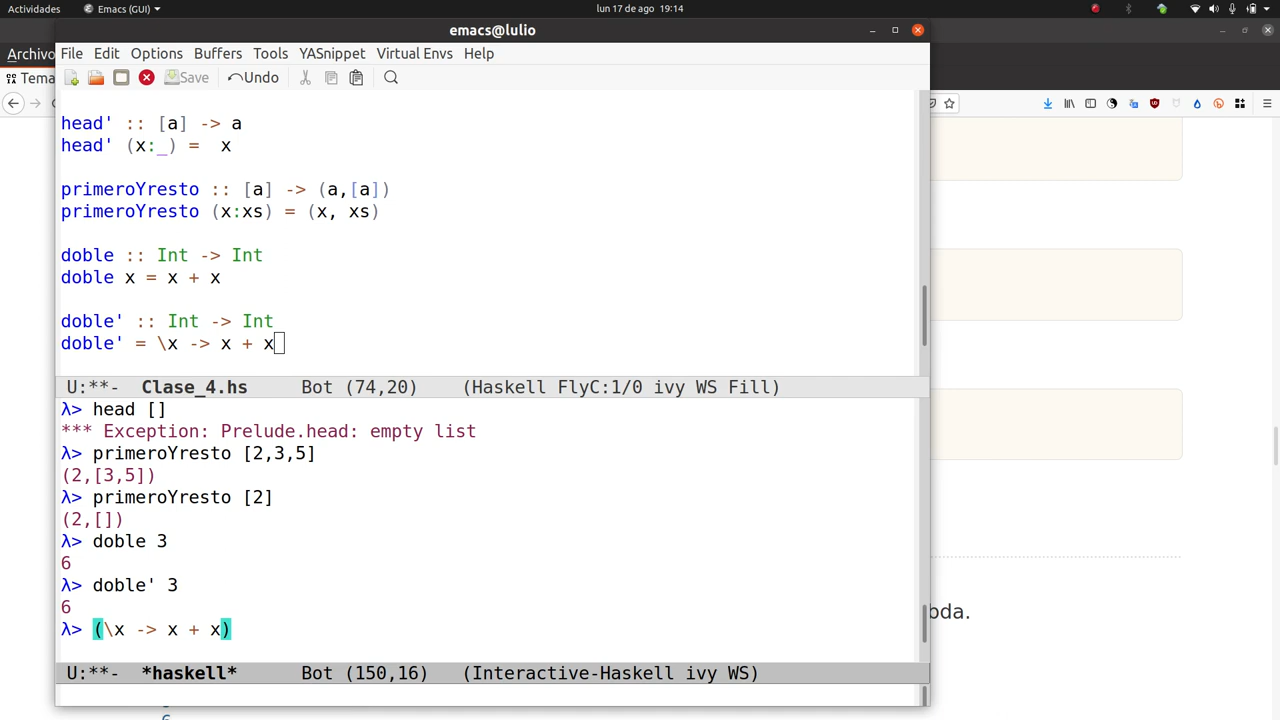 Actividades Emacs (GUI) lun 17 de ago 19:14
emacs@lulio
Archivo
File Edit Options Buffers Tools YASnippet Virtual Envs Help
Tema
Save Undo
head' :: [a] -> a
head' (x:_) =  x
primeroYresto :: [a] -> (a,[a])
primeroYresto (x:xs) = (x, xs)
doble :: Int -> Int
doble x = x + x
doble' :: Int -> Int
doble' = \x -> x + x
U:**-  Clase_4.hs     Bot (74,20)  (Haskell FlyC:1/0 ivy WS Fill)
λ> head []
*** Exception: Prelude.head: empty list
λ> primeroYresto [2,3,5]
(2,[3,5])
λ> primeroYresto [2]
(2,[])
λ> doble 3
6
λ> doble' 3
6
λ> (\x -> x + x)
bda.
U:**-  *haskell*      Bot (150,16)  (Interactive-Haskell ivy WS)